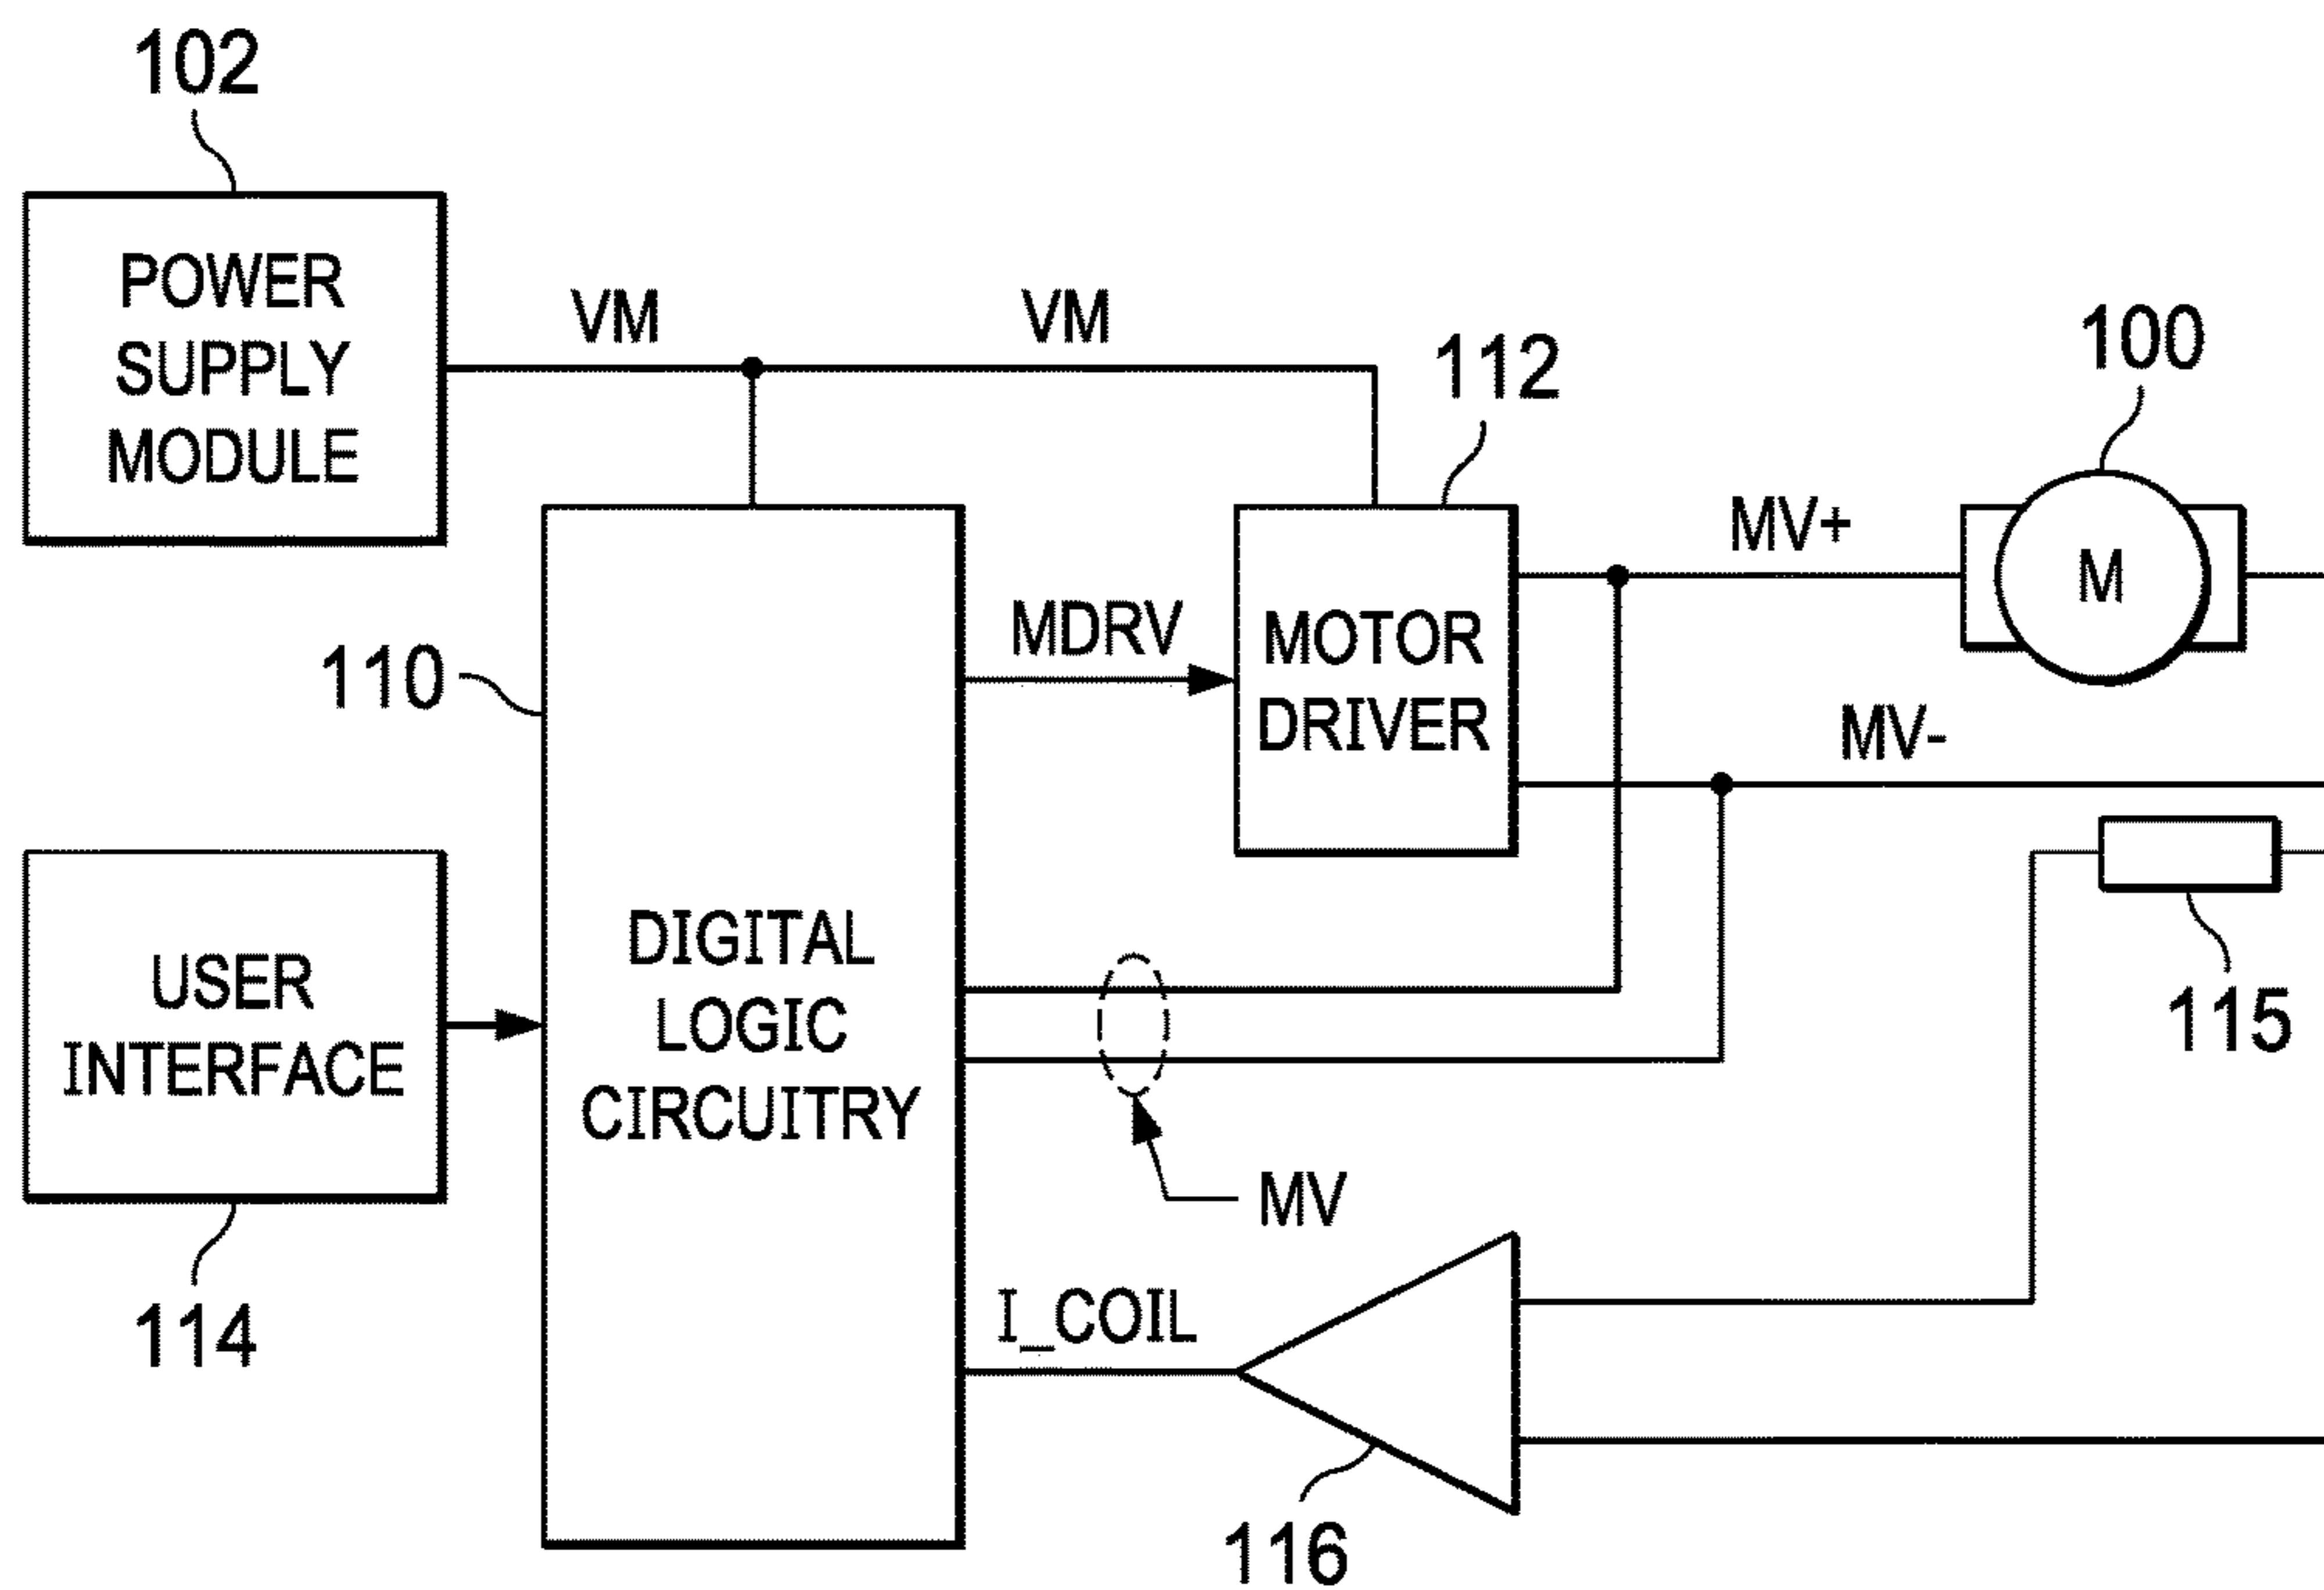 102
POWER
SUPPLY
MODULE
VM
VM
112
100
MV+
M
MDRV
MOTOR
DRIVER
110
MV-
DIGITAL
LOGIC
CIRCUITRY
USER
INTERFACE
115
MV
114
I_COIL
116